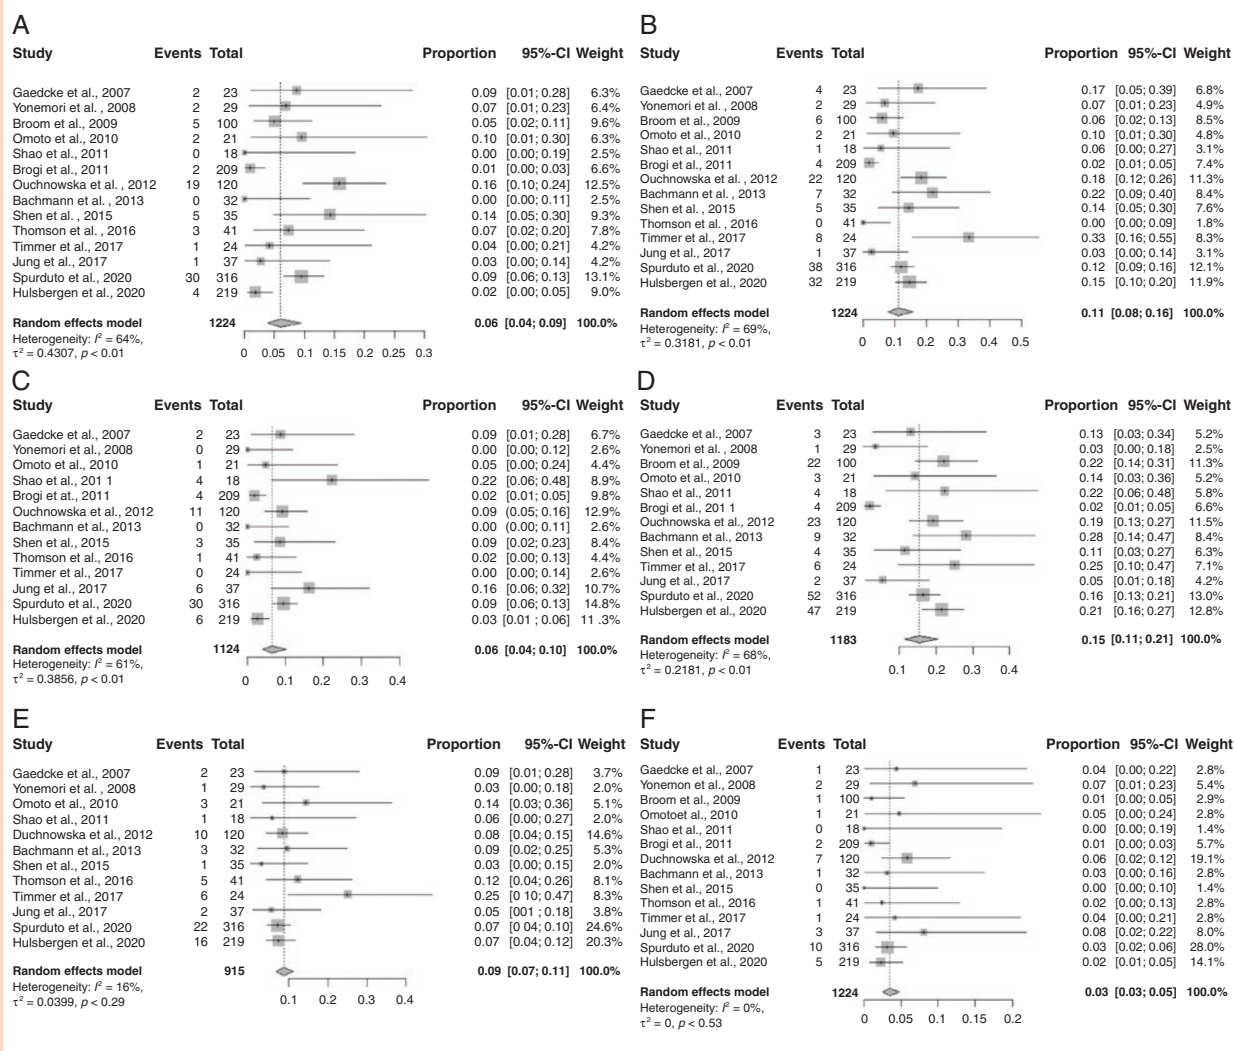 A
Study Events Total Proportion 95%-CI Weight
Gaedcke et al., 2007 2 23 0.09 [0.01; 0.28] 6.3%
Yonemori et al. , 2008 2 29 0.07 [0.01; 0.23] 6.4%
Broom et al., 2009 5 100 0.05 [0.02; 0.11] 9.6%
Omoto et al., 2010 2 21 0.10 [0.01; 0.30] 6.3%
Shao et al., 2011 0 18 0.00 [0.00; 0.19] 2.5%
Brogi et al., 2011 2 209 0.01 [0.00; 0.03] 6.6%
Ouchnowska et al. , 2012 19 120 0.16 [0.10; 0.24] 12.5%
Bachmann et al. , 2013 0 32 0.00 [0.00; 0.11] 2.5%
Shen et al. , 2015 5 35 0.14 [0.05; 0.30] 9.3%
Thomson et al. , 2016 3 41 0.07 [0.02; 0.20] 7.8%
Timmer et al., 2017 1 24 0.04 [0.00; 0.21] 4.2%
Jung et al., 2017 1 37 0.03 [0.00; 0.14] 4.2%
Spurduto et al., 2020 30 316 0.09 [0.06; 0.13] 13.1%
Hulsbergen et al., 2020 4 219 0.02 [0.00; 0.05] 9.0%
Random effects model 1224 0.06 [0.04; 0.09] 100.0%
Heterogeneity: I² = 64%,
τ² = 0.4307, p < 0.01
0 0.05 0.1 0.15 0.2 0.25 0.3
B
Study Events Total Proportion 95%-CI Weight
Gaedcke et al., 2007 4 23 0.17 [0.05; 0.39] 6.8%
Yonemori et al. , 2008 2 29 0.07 [0.01; 0.23] 4.9%
Broom et al., 2009 6 100 0.06 [0.02; 0.13] 8.5%
Omoto et al., 2010 2 21 0.10 [0.01; 0.30] 4.8%
Shao et al., 2011 1 18 0.06 [0.00; 0.27] 3.1%
Brogi et al., 2011 4 209 0.02 [0.01; 0.05] 7.4%
Ouchnowska et al. , 2012 22 120 0.18 [0.12; 0.26] 11.3%
Bachmann et al., 2013 7 32 0.22 [0.09; 0.40] 8.4%
Shen et al., 2015 5 35 0.14 [0.05; 0.30] 7.6%
Thomson et al. , 2016 0 41 0.00 [0.00; 0.09] 1.8%
Timmer et al., 2017 8 24 0.33 [0.16; 0.55] 8.3%
Jung et al., 2017 1 37 0.03 [0.00; 0.14] 3.1%
Spurduto et al., 2020 38 316 0.12 [0.09; 0.16] 12.1%
Hulsbergen et al., 2020 32 219 0.15 [0.10; 0.20] 11.9%
Random effects model 1224 0.11 [0.08; 0.16] 100.0%
Heterogeneity: I² = 69%,
τ² = 0.3181, p < 0.01
0 0.1 0.2 0.3 0.4 0.5
C
Study Events Total Proportion 95%-CI Weight
Gaedcke et al., 2007 2 23 0.09 [0.01; 0.28] 6.7%
Yonemori et al., 2008 0 29 0.00 [0.00; 0.12] 2.6%
Omoto et al., 2010 1 21 0.05 [0.00; 0.24] 4.4%
Shao et al., 201 1 4 18 0.22 [0.06; 0.48] 8.9%
Brogi et at., 2011 4 209 0.02 [0.01; 0.05] 9.8%
Ouchnowska et al., 2012 11 120 0.09 (0.05; 0.16] 12.9%
Bachmann et al., 2013 0 32 0.00 (0.00; 0.11] 2.6%
Shen et al., 2015 3 35 0.09 [0.02; 0.23] 8.4%
Thomson et al., 2016 1 41 0.02 [0.00; 0.13] 4.4%
Timmer et al., 2017 0 24 0.00 [0.00; 0.14] 2.6%
Jung et al., 2017 6 37 0.16 [0.06; 0.32] 10.7%
Spurduto et al., 2020 30 316 0.09 [0.06; 0.13] 14.8%
Hulsbergen et al., 2020 6 219 0.03 [0.01 ; 0.06] 11 .3%
Random effects model 1124 0.06 [0.04; 0.10] 100.0%
Heterogeneity: I² = 61%,
τ² = 0.3856, p < 0.01
0 0.1 0.2 0.3 0.4
D
Study Events Total Proportion 95%-CI Weight
Gaedcke et al., 2007 3 23 0.13 [0.03; 0.34] 5.2%
Yonemori et al., 2008 1 29 0.03 [0.00; 0.18] 2.5%
Broom et al., 2009 22 100 0.22 [0.14; 0.31] 11.3%
Omoto et al., 2010 3 21 0.14 [0.03; 0.36] 5.2%
Shao et al., 2011 4 18 0.22 [0.06; 0.48] 5.8%
Brogi et al., 201 1 4 209 0.02 [0.01; 0.05] 6.6%
Ouchnowska et al., 2012 23 120 0.19 [0.13; 0.27] 11.5%
Bachmann et al., 2013 9 32 0.28 [0.14; 0.47] 8.4%
Shen et al., 2015 4 35 0.11 [0.03; 0.27] 6.3%
Timmer et al., 2017 6 24 0.25 [0.10; 0.47] 7.1%
Jung et al., 2017 2 37 0.05 [0.01; 0.18] 4.2%
Spurduto et al., 2020 52 316 0.16 [0.13; 0.21] 13.0%
Hulsbergen et al., 2020 47 219 0.21 [0.16; 0.27] 12.8%
Random effects model 1183 0.15 [0.11; 0.21] 100.0%
Heterogeneity: I² = 68%,
τ² = 0.2181, p < 0.01
0.1 0.2 0.3 0.4
E
Study Events Total Proportion 95%-CI Weight
Gaedcke et al., 2007 2 23 0.09 [0.01; 0.28] 3.7%
Yonemori et al., 2008 1 29 0.03 [0.00; 0.18] 2.0%
Omoto et al., 2010 3 21 0.14 [0.03; 0.36] 5.1%
Shao et al., 2011 1 18 0.06 [0.00; 0.27] 2.0%
Duchnowska et al., 2012 10 120 0.08 [0.04; 0.15] 14.6%
Bachmann et al., 2013 3 32 0.09 [0.02; 0.25] 5.3%
Shen et al., 2015 1 35 0.03 [0.00; 0.15] 2.0%
Thomson et al., 2016 5 41 0.12 [0.04; 0.26] 8.1%
Timmer et al., 2017 6 24 0.25 [0 10; 0.47] 8.3%
Jung et al., 2017 2 37 0.05 [001 ; 0.18] 3.8%
Spurduto et al., 2020 22 316 0.07 [0.04; 0.10] 24.6%
Hulsbergen et al., 2020 16 219 0.07 [0.04; 0.12] 20.3%
Random effects model 915 0.09 [0.07; 0.11] 100.0%
Heterogeneity: I² = 16%,
τ² = 0.0399, p < 0.29
0.1 0.2 0.3 0.4
F
Study Events Total Proportion 95%-CI Weight
Gaedcke et al., 2007 1 23 0.04 [0.00; 0.22] 2.8%
Yonemon et al., 2008 2 29 0.07 [0.01; 0.23] 5.4%
Broom et al., 2009 1 100 0.01 [0.00; 0.05] 2.9%
Omotoet al., 2010 1 21 0.05 [0.00; 0.24] 2.8%
Shao et al., 2011 0 18 0.00 [0.00; 0.19] 1.4%
Brogi et al., 2011 2 209 0.01 [0.00; 0.03] 5.7%
Duchnowska et al., 2012 7 120 0.06 [0.02; 0.12] 19.1%
Bachmann et al., 2013 1 32 0.03 [0.00; 0.16] 2.8%
Shen et al., 2015 0 35 0.00 [0.00; 0.10] 1.4%
Thomson et al., 2016 1 41 0.02 [0.00; 0.13] 2.8%
Timmer et al., 2017 1 24 0.04 [0.00; 0.21] 2.8%
Jung et al., 2017 3 37 0.08 [0.02; 0.22] 8.0%
Spurduto et al., 2020 10 316 0.03 [0.02; 0.06] 28.0%
Hulsbergen et al., 2020 5 219 0.02 [0.01; 0.05] 14.1%
Random effects model 1224 0.03 [0.03; 0.05] 100.0%
Heterogeneity: I² = 0%,
τ² = 0, p < 0.53
0 0.05 0.1 0.15 0.2